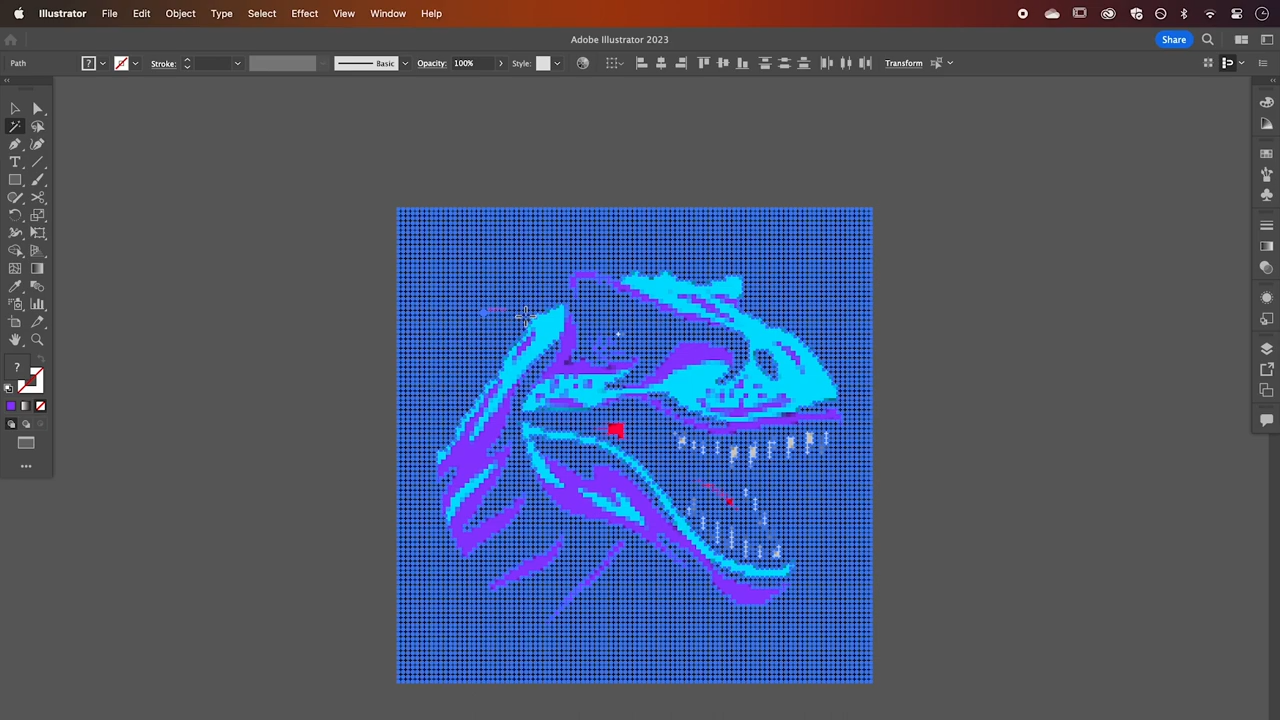 Illustrator File Edit Object Type Select Effect View Window Help
Adobe Illustrator 2023
Share
Path
?
Stroke:
Basic
Opacity: 100%
Style:
Transform
T
?